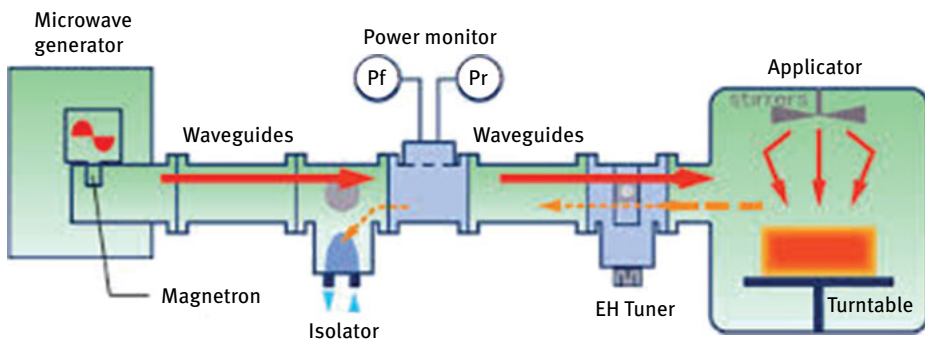 Microwave
generator
Power monitor
Pf
Pr
Applicator
stirrers
Waveguides
Waveguides
Magnetron
Isolator
EH Tuner
Turntable